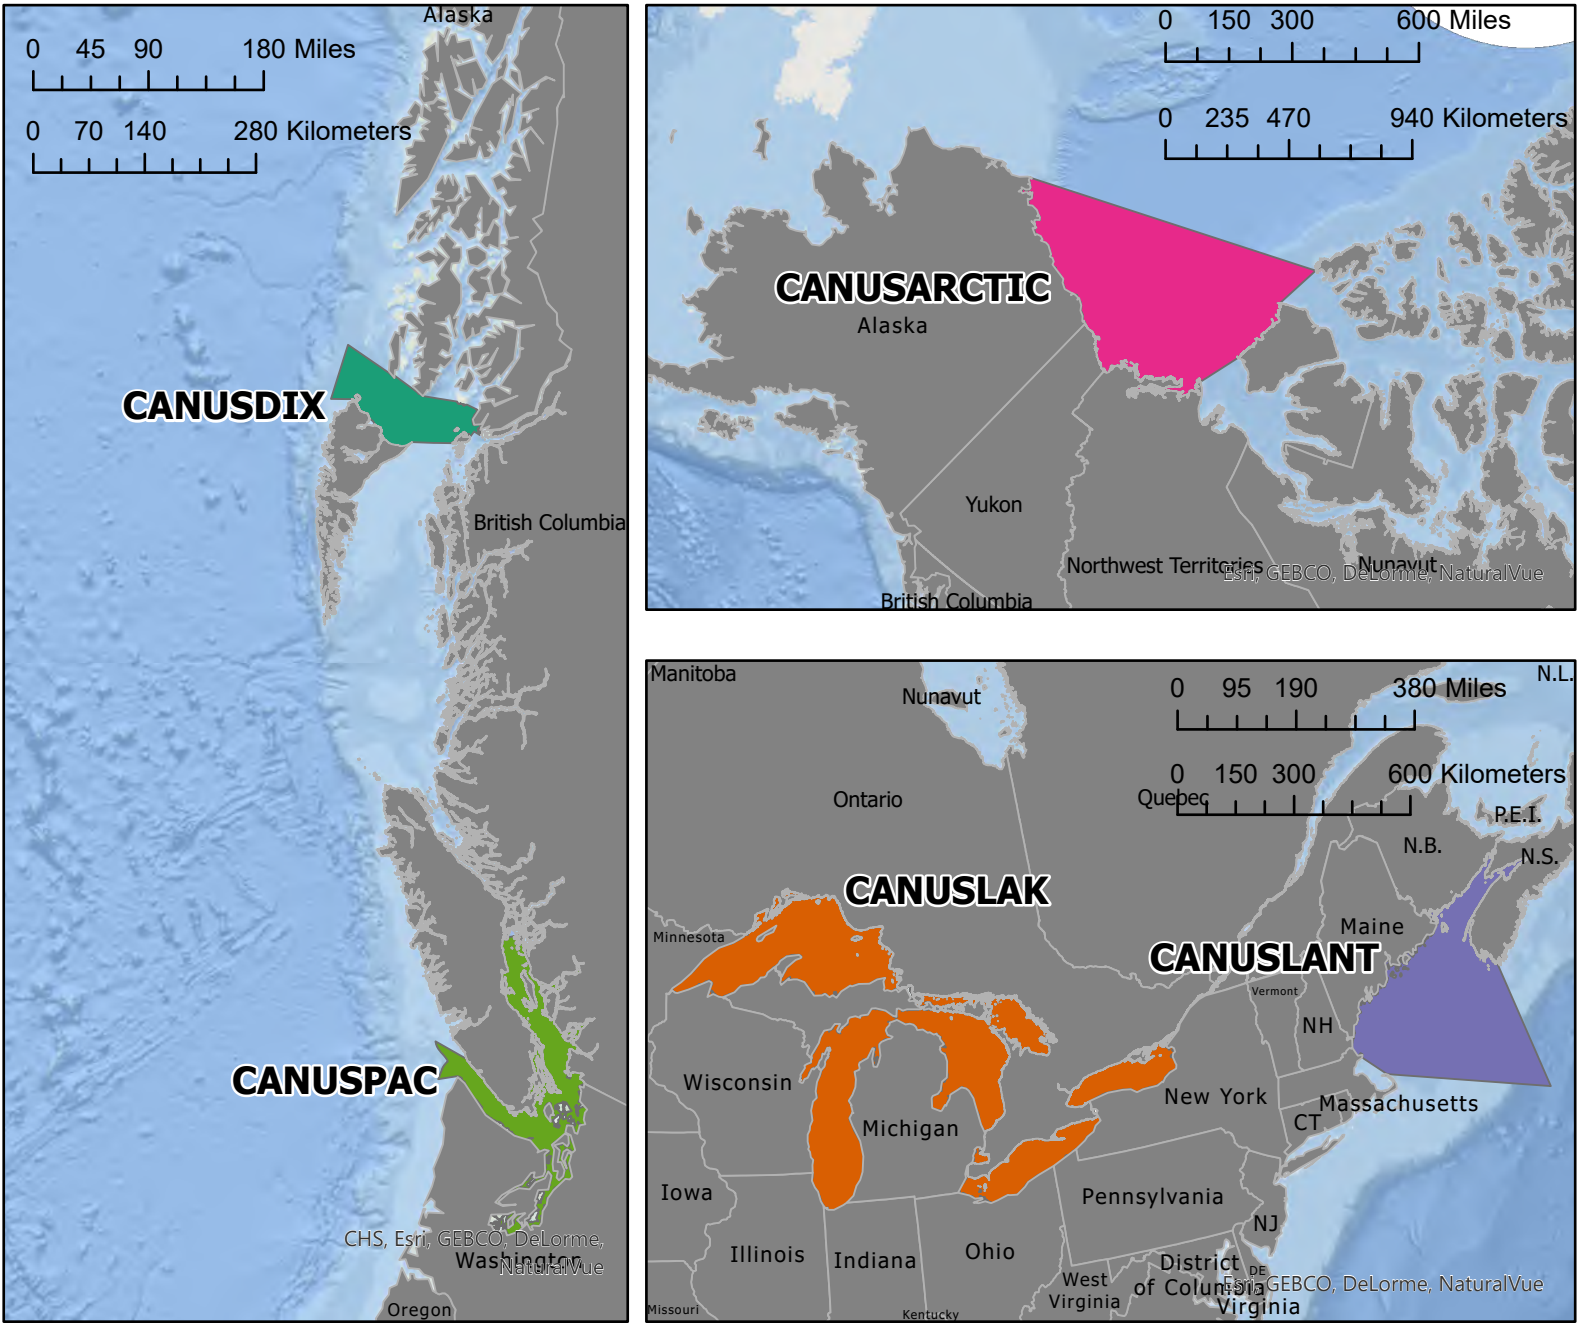 Alaska
0 45 90 180 Miles
0 70 140 280 Kilometers
CANUSDIX
British Columbia
CANUSPAC
CHS, Esri, GEBCO, DeLorme,
NaturalVue
Washington
Oregon
0 150 300 600 Miles
0 235 470 940 Kilometers
CANUSARCTIC
Alaska
Yukon
Northwest Territories
Nunavut
Esri, GEBCO, DeLorme, NaturalVue
British Columbia
Manitoba
Nunavut
N.L.
0 95 190 380 Miles
0 150 300 600 Kilometers
Ontario
Quebec
P.E.I.
N.B.
N.S.
CANUSLAK
Minnesota
Maine
CANUSLANT
Vermont
NH
Wisconsin
New York
Massachusetts
CT
Michigan
Iowa
Pennsylvania
NJ
Illinois
Indiana
Ohio
District
of Columbia
DE
West
Virginia
Esri, GEBCO, DeLorme, NaturalVue
Virginia
Missouri
Kentucky